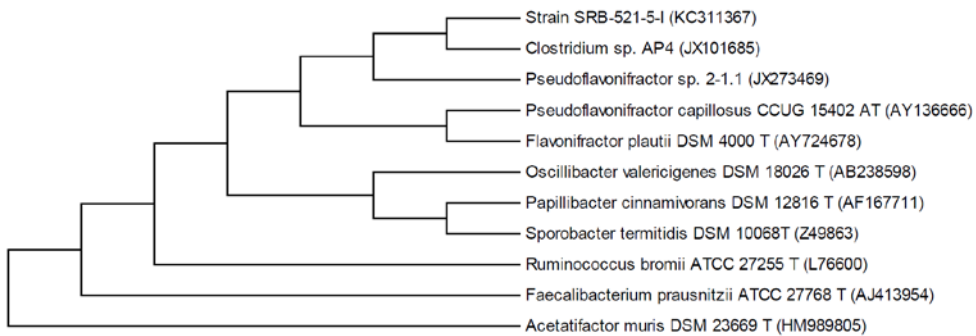 Strain SRB-521-5-I (KC311367)
Clostridium sp. AP4 (JX101685)
Pseudoflavonifractor sp. 2-1.1 (JX273469)
Pseudoflavonifractor capillosus CCUG 15402 AT (AY136666)
Flavonifractor plautii DSM 4000 T (AY724678)
Oscillibacter valericigenes DSM 18026 T (AB238598)
Papillibacter cinnamivorans DSM 12816 T (AF167711)
Sporobacter termitidis DSM 10068T (Z49863)
Ruminococcus bromii ATCC 27255 T (L76600)
Faecalibacterium prausnitzii ATCC 27768 T (AJ413954)
Acetatifactor muris DSM 23669 T (HM989805)